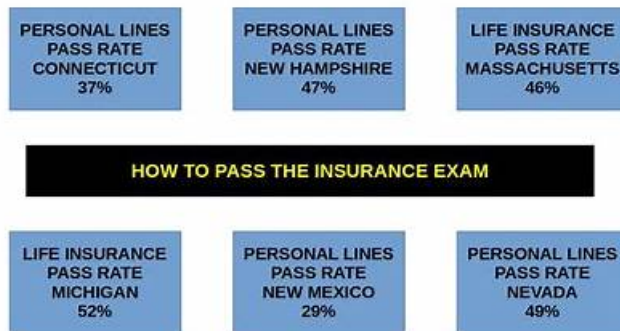 PERSONAL LINES
PASS RATE
CONNECTICUT
37%
PERSONAL LINES
PASS RATE
NEW HAMPSHIRE
47%
LIFE INSURANCE
PASS RATE
MASSACHUSETTS
46%
HOW TO PASS THE INSURANCE EXAM
LIFE INSURANCE
PASS RATE
MICHIGAN
52%
PERSONAL LINES
PASS RATE
NEW MEXICO
29%
PERSONAL LINES
PASS RATE
NEVADA
49%